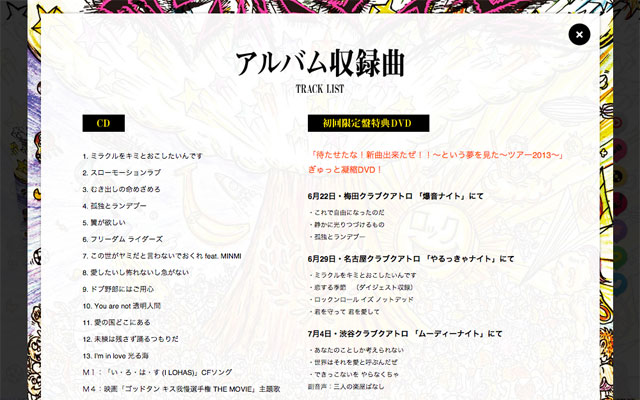 アルバム収録曲
TRACK LIST
CD
1. ミラクルをキミとおこしたいんです
2. スローモーションラブ
3. むき出しの命めざめろ
4. 孤独とランデブー
5. 翼が欲しい
6. フリーダム ライダーズ
7. この世がヤミだと言わないでおくれ feat. MINMI
8. 愛したいし怖れないし急がない
9. ドブ野郎にはご用心
10. You are not 透明人間
11. 愛の国どこにある
12. 未練は残さず踊るつもりだ
13. I'm in love 光る海
M1：「い・ろ・は・す (I LOHAS)」CFソング
M4：映画「ゴッドタン キス我慢選手権 THE MOVIE」主題歌
初回限定盤特典DVD
「待たせたな！新曲出来たぜ！！〜という夢を見た〜ツアー2013〜」
ぎゅっと凝縮DVD！
6月22日・梅田クラブクアトロ 「爆音ナイト」にて
・これで自由になったのだ
・静かに光りつづけるもの
・孤独とランデブー
6月29日・名古屋クラブクアトロ 「やるっきゃナイト」にて
・ミラクルをキミとおこしたいんです
・恋する季節 （ダイジェスト収録）
・ロックンロール イズ ノットデッド
・君を守って 君を愛して
7月4日・渋谷クラブクアトロ 「ムーディーナイト」にて
・あなたのことしか考えられない
・世界はそれを愛と呼ぶんだぜ
・できっこないを やらなくちゃ
副音声：三人の楽屋ばなし